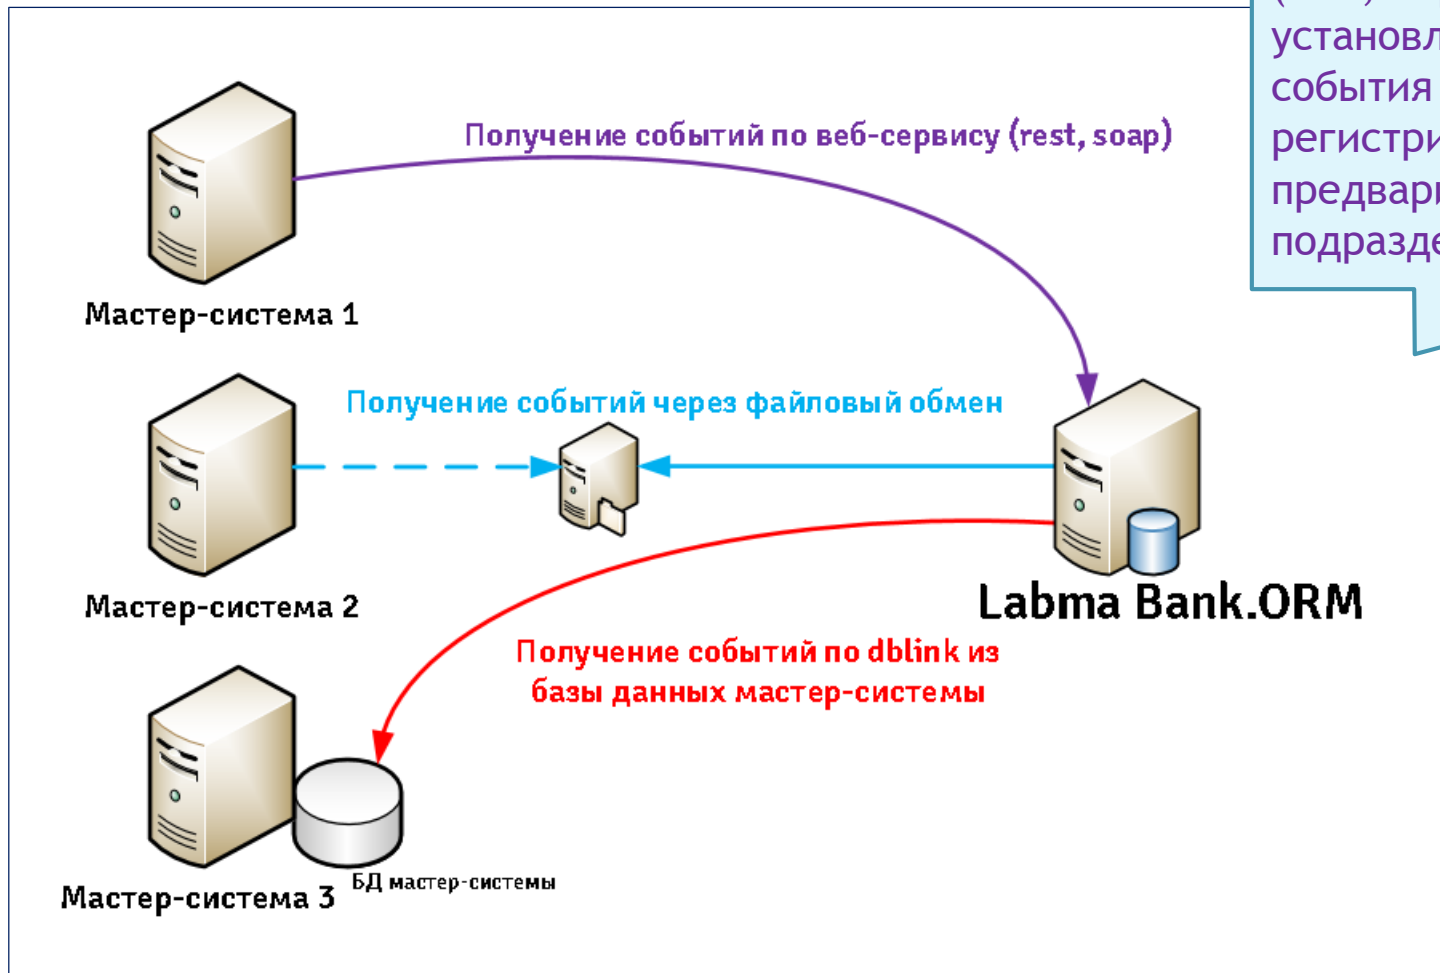 установл
события
регистри
предвар
подразде
Получение событий по веб-сервису (rest, soap)
Мастер-система 1
Получение событий через файловый обмен
Мастер-система 2
Labma Bank.ORM
Получение событий по dblink из
базы данных мастер-системы
БД мастер-системы
Мастер-система 3